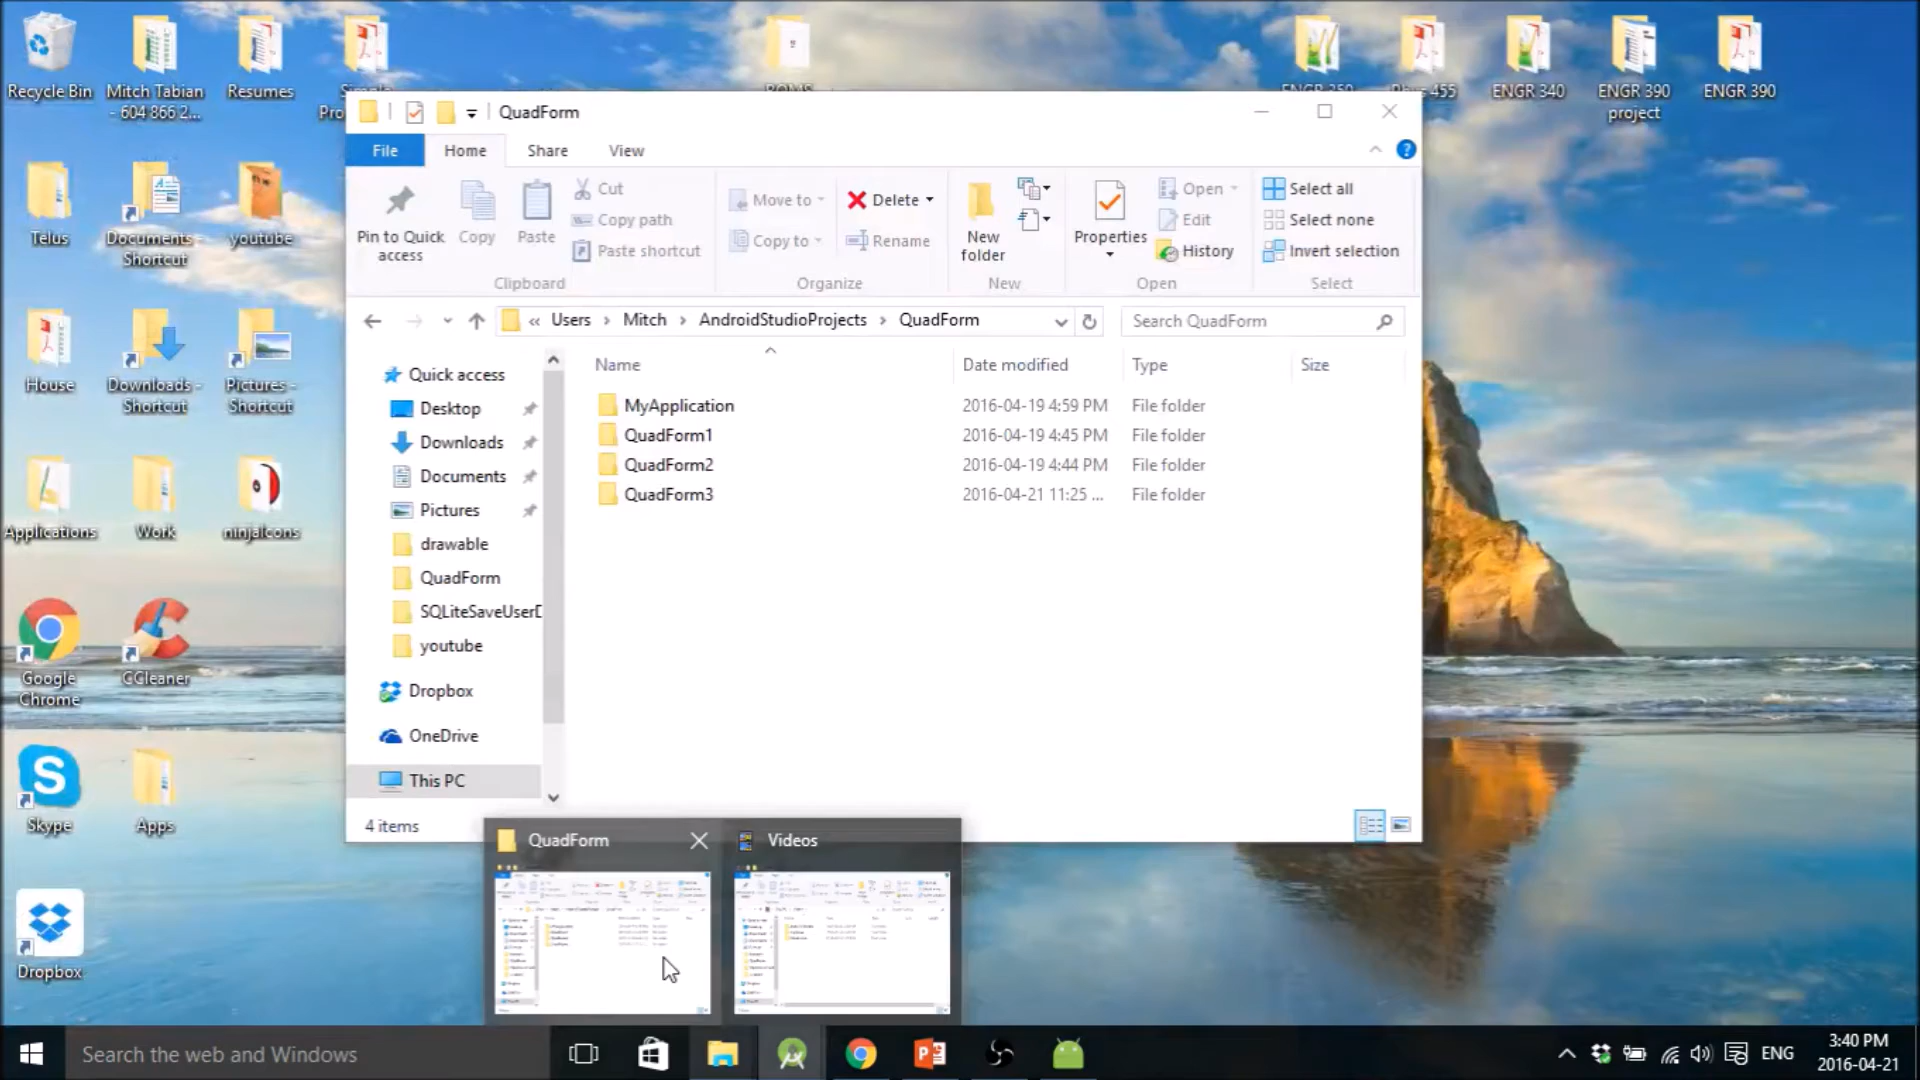 Recycle Bin
Mitch Tabian
- 604 866 2...
Resumes
ENGR 340
ENGR 390
project
ENGR 390
QuadForm
File
Home
Share
View
Pin to Quick
access
Copy
Paste
Cut
Copy path
Paste shortcut
Clipboard
Move to
Copy to
Delete
Rename
Organize
New
folder
New
Properties
Open
Edit
History
Open
Select all
Select none
Invert selection
Select
« Users > Mitch > AndroidStudioProjects > QuadForm
Search QuadForm
Name
Date modified
Type
Size
MyApplication 2016-04-19 4:59 PM File folder
QuadForm1 2016-04-19 4:45 PM File folder
QuadForm2 2016-04-19 4:44 PM File folder
QuadForm3 2016-04-21 11:25 ... File folder
Quick access
Desktop
Downloads
Documents
Pictures
drawable
QuadForm
SQLiteSaveUserD
youtube
Dropbox
OneDrive
This PC
4 items
Telus
Documents -
Shortcut
youtube
House
Downloads -
Shortcut
Pictures -
Shortcut
Applications
Work
ninjaIcons
Google
Chrome
CCleaner
Skype
Apps
Dropbox
QuadForm
Videos
Search the web and Windows
ENG
3:40 PM
2016-04-21